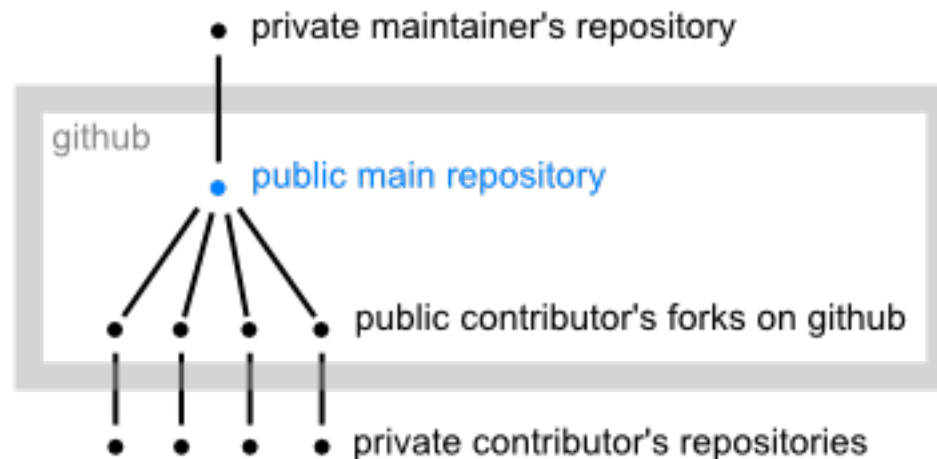 private maintainer's repository
github
public main repository
public contributor's forks on github
private contributor's repositories